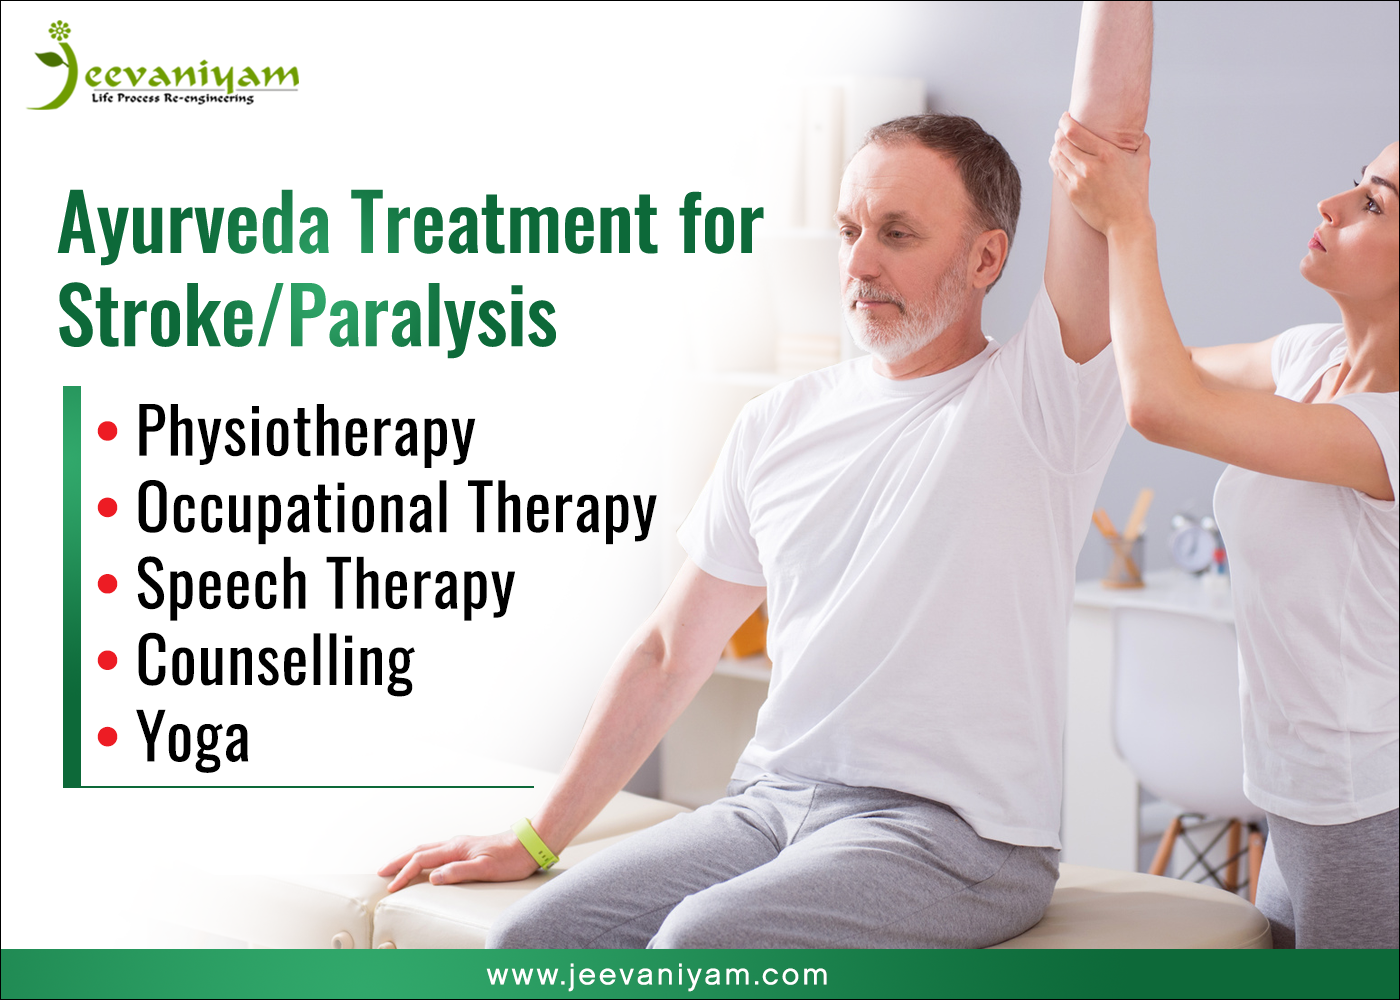 Jeevaniyam
Life Process Re-engineering
Ayurveda Treatment for
Stroke/Paralysis
• Physiotherapy
• Occupational Therapy
• Speech Therapy
• Counselling
• Yoga
www.jeevaniyam.com